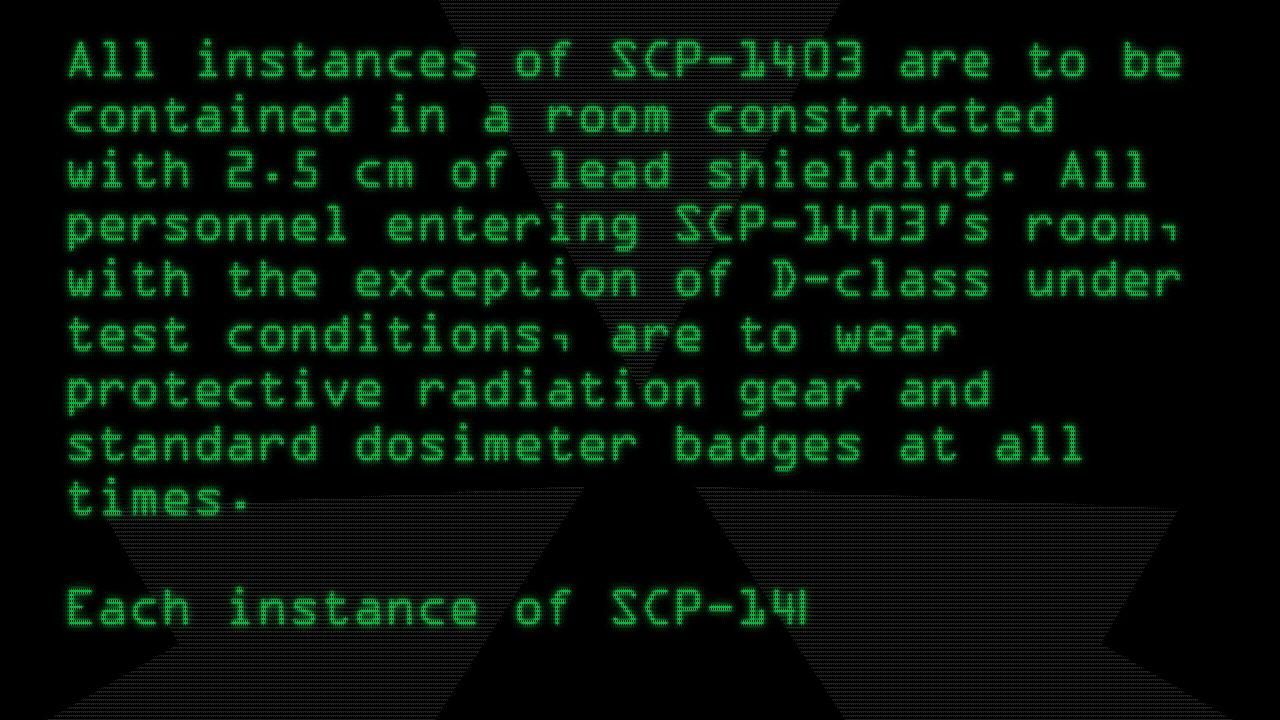 All instances of SCP-1403 are to be
contained in a room constructed
with 2.5 cm of lead shielding. All
personnel entering SCP-1403's room,
with the exception of D-class under
test conditions, are to wear
protective radiation gear and
standard dosimeter badges at all
times.
Each instance of SCP-14